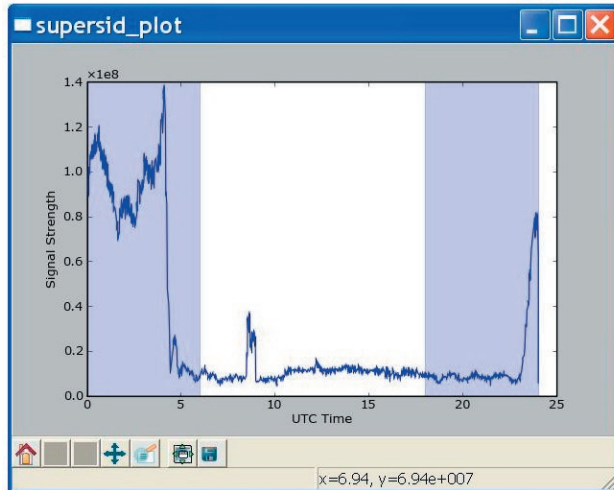 supersid_plot
×1e8
1.4
1.2
1.0
0.8
0.6
0.4
0.2
0.0
Signal Strength
0 5 10 15 20 25
UTC Time
x=6.94, y=6.94e+007